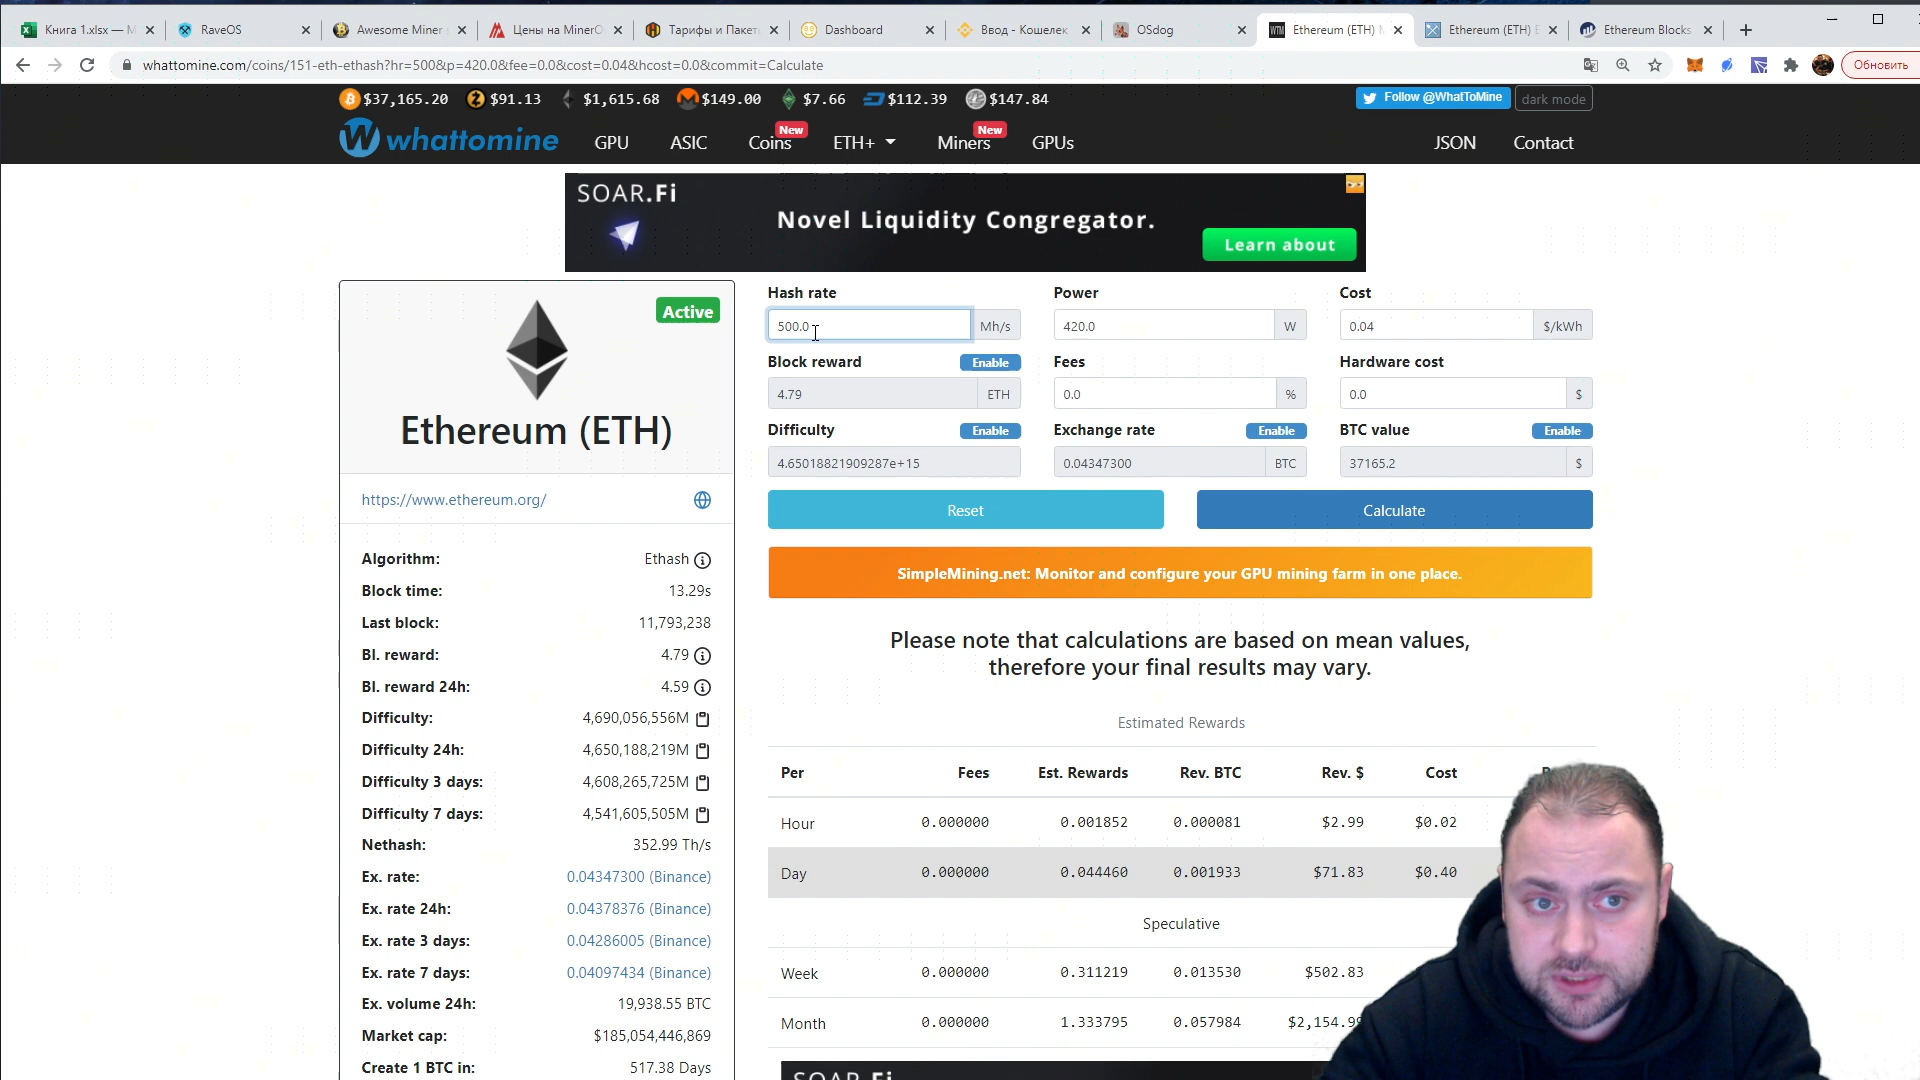 Книга 1.xlsx — M
RaveOS
Awesome Miner
Цены на MinerO
Тарифы и Пакет
Dashboard
Ввод - Кошелек
OSdog
Ethereum (ETH) M
Ethereum (ETH) E
Ethereum Blocks
whattomine.com/coins/151-eth-ethash?hr=500&p=420.0&fee=0.0&cost=0.04&hcost=0.0&commit=Calculate
Обновить
$37,165.20 $91.13 $1,615.68 $149.00 $7.66 $112.39 $147.84
Follow @WhatToMine
dark mode
whattomine
GPU ASIC Coins New ETH+ Miners New GPUs JSON Contact
SOAR.Fi
Novel Liquidity Congregator.
Learn about
Active
Ethereum (ETH)
https://www.ethereum.org/
Algorithm: Ethash
Block time: 13.29s
Last block: 11,793,238
Bl. reward: 4.79
Bl. reward 24h: 4.59
Difficulty: 4,690,056,556M
Difficulty 24h: 4,650,188,219M
Difficulty 3 days: 4,608,265,725M
Difficulty 7 days: 4,541,605,505M
Nethash: 352.99 Th/s
Ex. rate: 0.04347300 (Binance)
Ex. rate 24h: 0.04378376 (Binance)
Ex. rate 3 days: 0.04286005 (Binance)
Ex. rate 7 days: 0.04097434 (Binance)
Ex. volume 24h: 19,938.55 BTC
Market cap: $185,054,446,869
Create 1 BTC in: 517.38 Days
Hash rate Power Cost
500.0 Mh/s 420.0 W 0.04 $/kWh
Block reward Enable Fees Hardware cost
4.79 ETH 0.0 % 0.0 $
Difficulty Enable Exchange rate Enable BTC value Enable
4.65018821909287e+15 0.04347300 BTC 37165.2 $
Reset Calculate
SimpleMining.net: Monitor and configure your GPU mining farm in one place.
Please note that calculations are based on mean values,
therefore your final results may vary.
Estimated Rewards
Per Fees Est. Rewards Rev. BTC Rev. $ Cost
Hour 0.000000 0.001852 0.000081 $2.99 $0.02
Day 0.000000 0.044460 0.001933 $71.83 $0.40
Speculative
Week 0.000000 0.311219 0.013530 $502.83
Month 0.000000 1.333795 0.057984 $2,154.9
SOAR.Fi